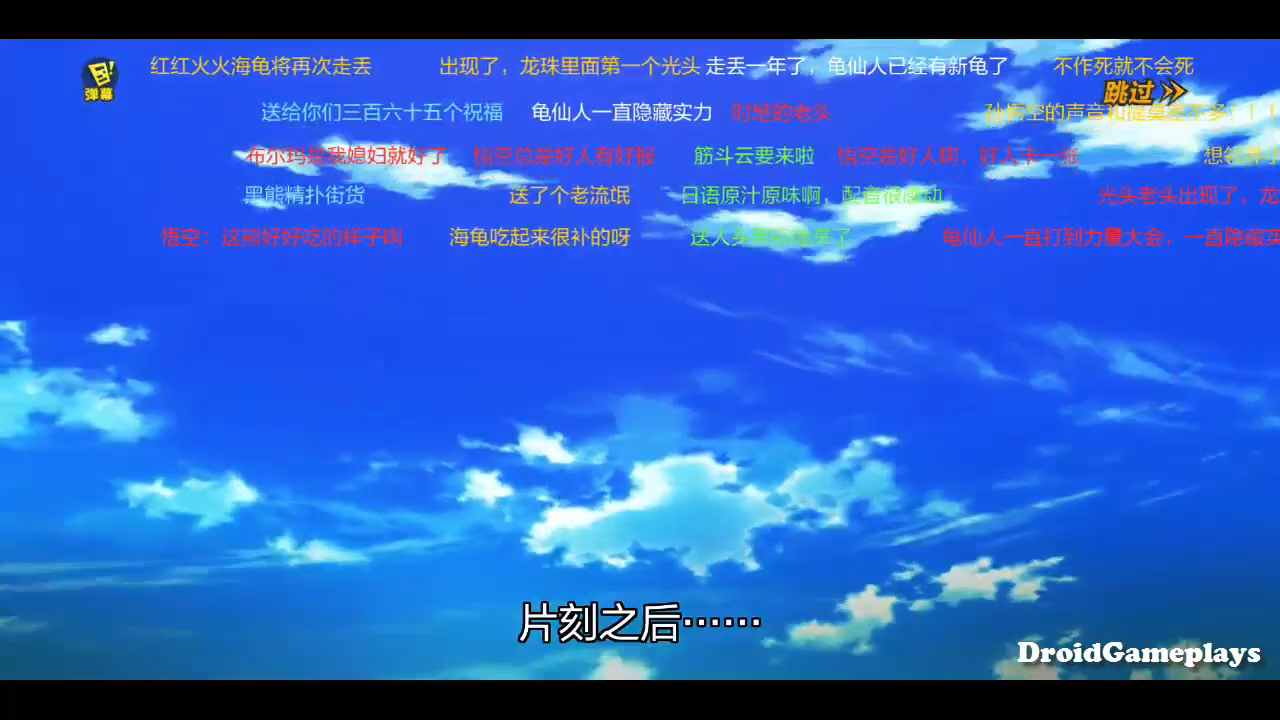 红红火火海龟将再次走丢 出现了，龙珠里面第一个光头 走丢一年了，龟仙人已经有新龟了 不作死就不会死
弹幕
跳过
送给你们三百六十五个祝福 龟仙人一直隐藏实力 时髦的老头
布尔玛是我媳妇就好了 悟空总是好人有好报 筋斗云要来啦 悟空是好人呐，好人卡一张
黑熊精扑街货 送了个老流氓 日语原汁原味啊，配音很感动 光头老头出现了，龙
悟空：这熊好好吃的样子啊 海龟吃起来很补的呀 龟仙人一直打到力量大会，一直隐藏实
片刻之后……
DroidGameplays